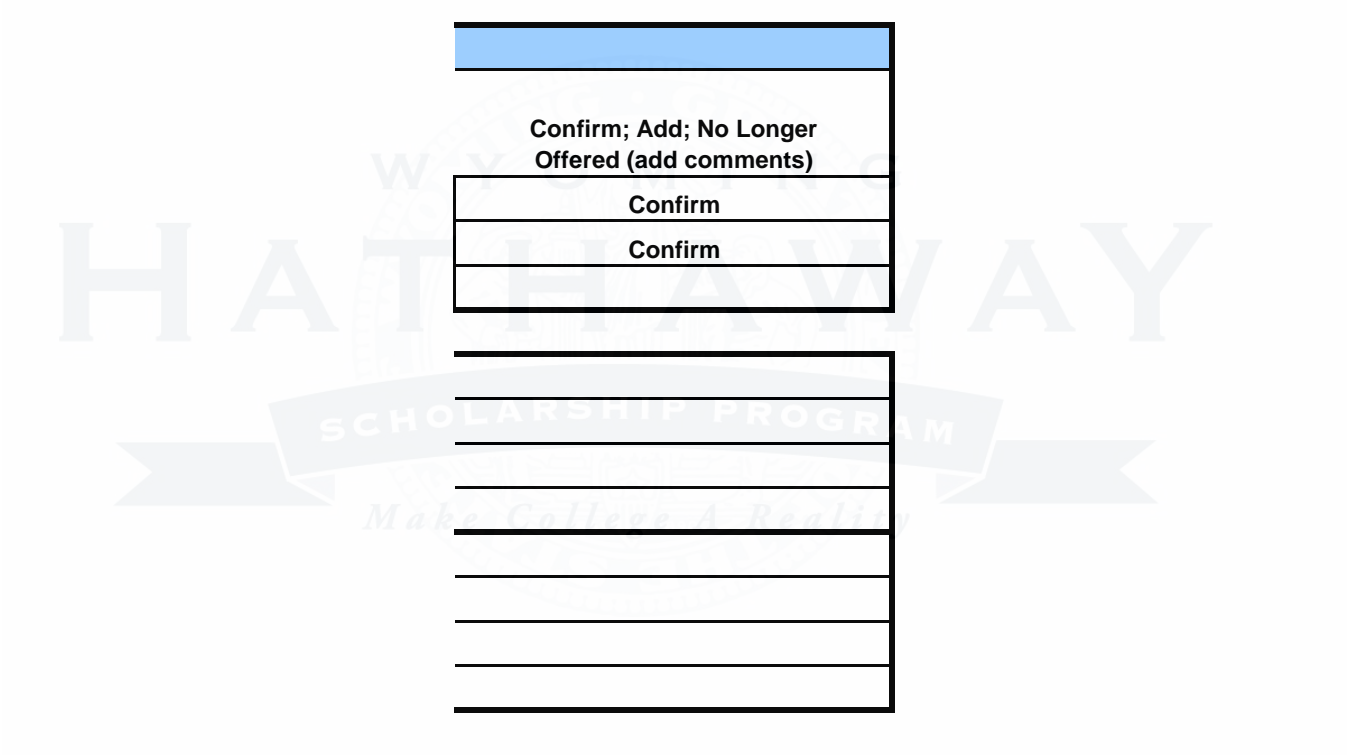 Confirm; Add; No Longer
Offered (add comments)
WYOMING
Confirm
Confirm
HATHAWAY
SCHOLARSHIP PROGRAM
Make College A Reality